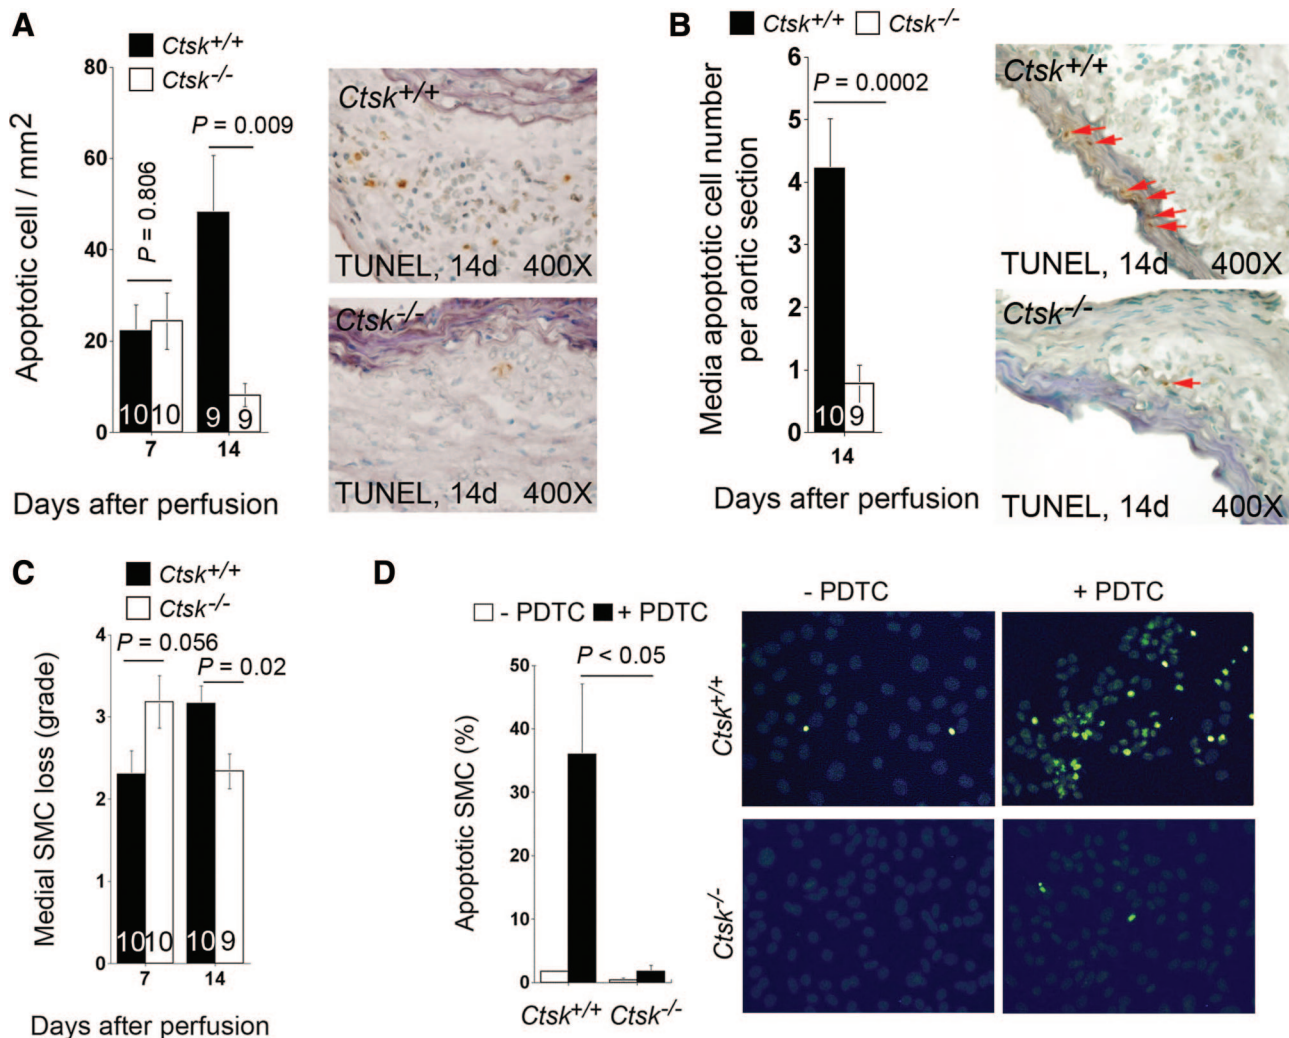 A
Ctsk+/+
Ctsk-/-
Apoptotic cell / mm2
80
60
40
20
0
P = 0.806
P = 0.009
10
10
9
9
7
14
Days after perfusion
Ctsk+/+
TUNEL, 14d 400X
Ctsk-/-
TUNEL, 14d 400X
B
Ctsk+/+
Ctsk-/-
Media apoptotic cell number
per aortic section
6
5
4
3
2
1
0
P = 0.0002
10
9
14
Days after perfusion
Ctsk+/+
TUNEL, 14d 400X
Ctsk-/-
TUNEL, 14d 400X
C
Ctsk+/+
Ctsk-/-
Medial SMC loss (grade)
4
3
2
1
0
P = 0.056
P = 0.02
10
10
10
9
7
14
Days after perfusion
D
- PDTC
+ PDTC
Apoptotic SMC (%)
50
40
30
20
10
0
P < 0.05
Ctsk+/+
Ctsk-/-
- PDTC
+ PDTC
Ctsk+/+
Ctsk-/-